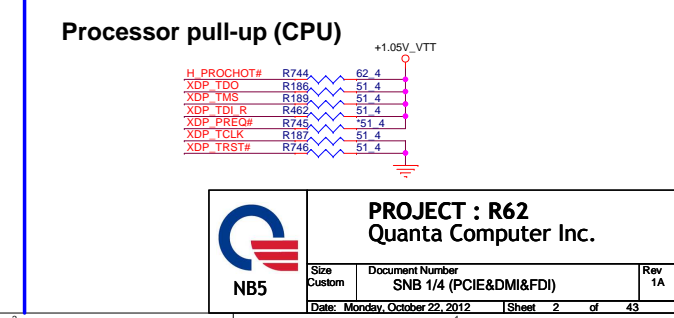 Processor pull-up (CPU)
+1.05V_VTT
H_PROCHOT# R744 62_4
XDP_TDO R186 51_4
XDP_TMS R189 51_4
XDP_TDI_R R462 51_4
XDP_PREQ# R745 *51_4
XDP_TCLK R187 51_4
XDP_TRST# R746 51_4
PROJECT : R62
Quanta Computer Inc.
NB5
Size Document Number Rev
Custom SNB 1/4 (PCIE&DMI&FDI) 1A
Date: Monday, October 22, 2012 Sheet 2 of 43